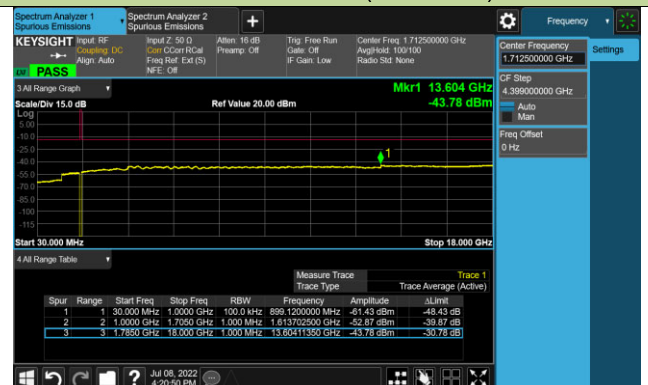 Spectrum Analyzer 1
Spurious Emissions
Spectrum Analyzer 2
Spurious Emissions
Frequency
KEYSIGHT
Input: RF
Coupling: DC
Align: Auto
Input Z: 50 Ω
Corr CCorr RCal
Freq Ref: Ext (S)
NFE: Off
Atten: 16 dB
Preamp: Off
Trig: Free Run
Gate: Off
IF Gain: Low
Center Freq: 1.712500000 GHz
Avg|Hold: 100/100
Radio Std: None
PASS
Center Frequency
1.712500000 GHz
Settings
CF Step
4.399000000 GHz
Auto
Man
Freq Offset
0 Hz
3 All Range Graph
Mkr1 13.604 GHz
Scale/Div 15.0 dB
Ref Value 20.00 dBm
-43.78 dBm
Log
5.00
-10.0
-25.0
-40.0
-55.0
-70.0
-85.0
-100
-115
1
Start 30.000 MHz
Stop 18.000 GHz
4 All Range Table
Measure Trace Trace 1
Trace Type Trace Average (Active)
Spur Range Start Freq Stop Freq RBW Frequency Amplitude ΔLimit
1 1 30.000 MHz 1.0000 GHz 100.0 kHz 899.1200000 MHz -61.43 dBm -48.43 dB
2 2 1.0000 GHz 1.7050 GHz 1.000 MHz 1.613702500 GHz -52.87 dBm -39.87 dB
3 3 1.7850 GHz 18.000 GHz 1.000 MHz 13.60411350 GHz -43.78 dBm -30.78 dB
?
Jul 08, 2022
4:20:50 PM